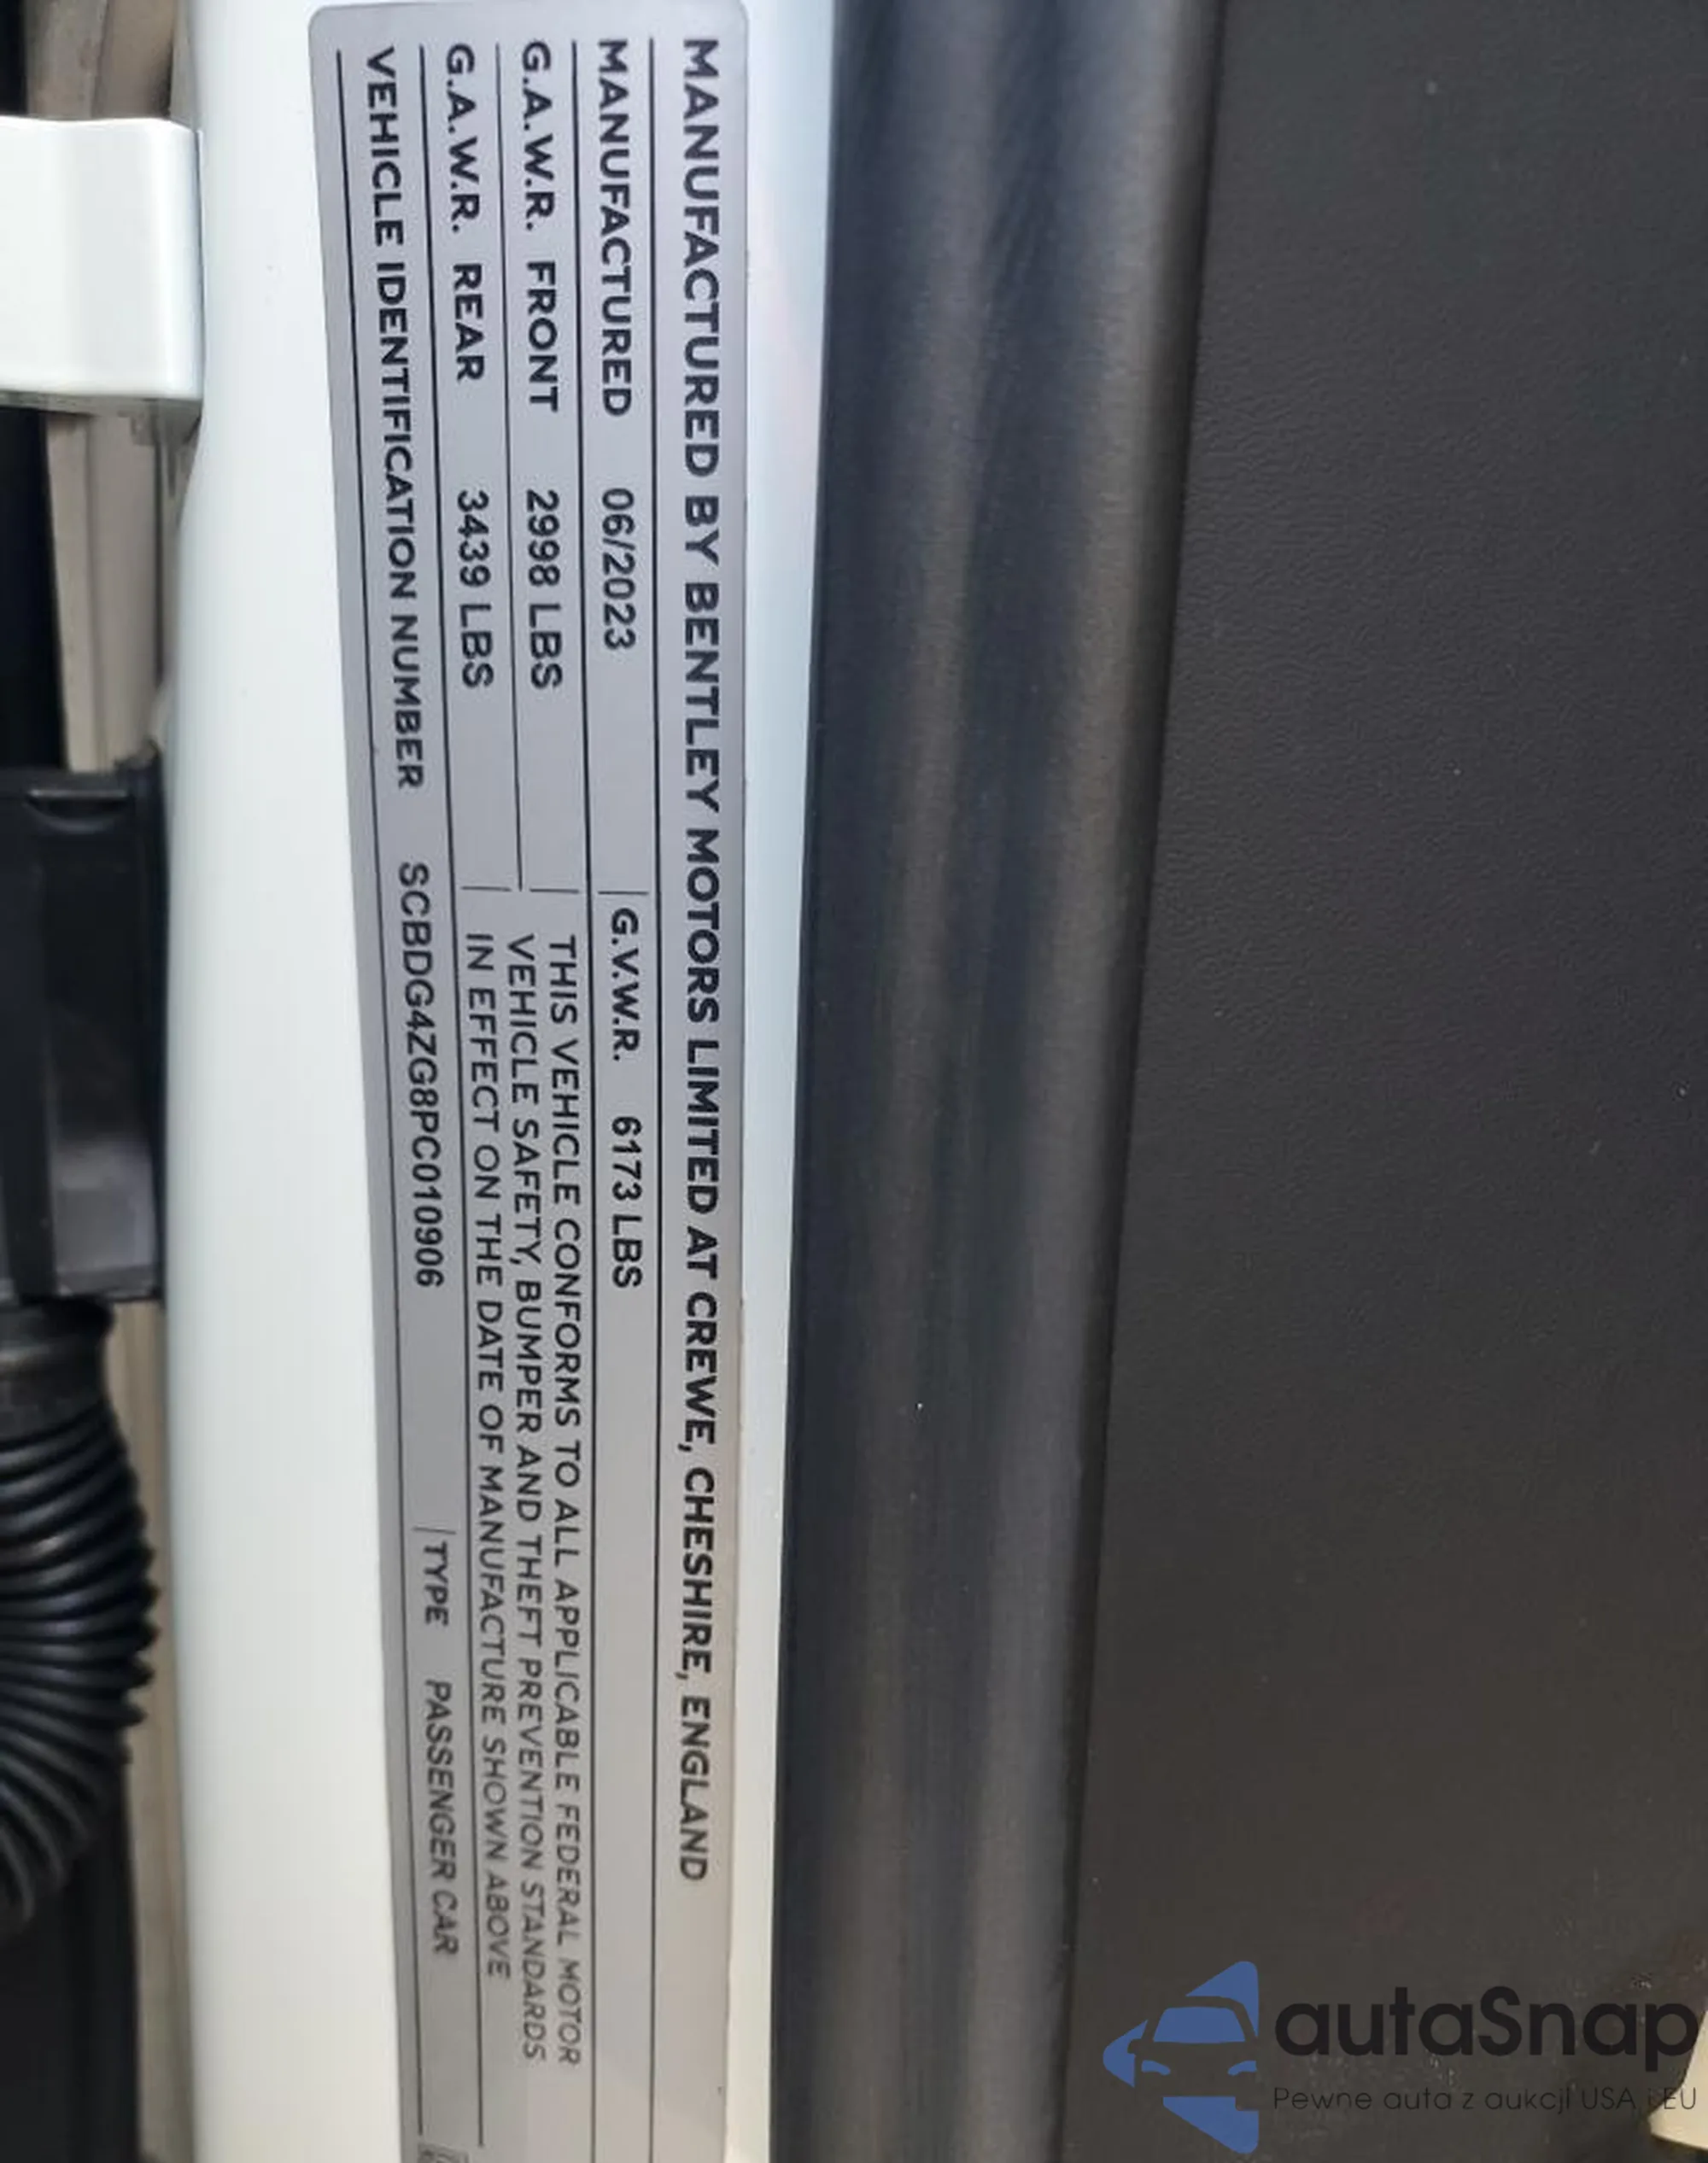 MANUFACTURED BY BENTLEY MOTORS LIMITED AT CREWE, CHESHIRE, ENGLAND
MANUFACTURED 06/2023 G.V.W.R. 6173 LBS
G.A.W.R. FRONT 2998 LBS
G.A.W.R. REAR 3439 LBS
THIS VEHICLE CONFORMS TO ALL APPLICABLE FEDERAL MOTOR
VEHICLE SAFETY, BUMPER AND THEFT PREVENTION STANDARDS
IN EFFECT ON THE DATE OF MANUFACTURE SHOWN ABOVE
VEHICLE IDENTIFICATION NUMBER SCBDG4ZG8PC010906 TYPE PASSENGER CAR
autaSnap
Pewne auta z aukcji USA i EU